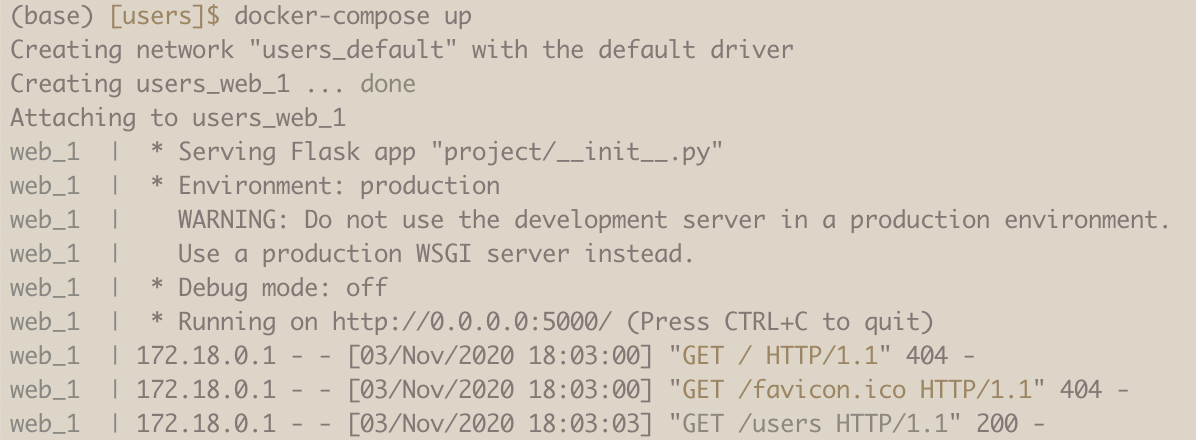 (base) [users]$ docker-compose up
Creating network "users_default" with the default driver
Creating users_web_1 ... done
Attaching to users_web_1
web_1  |  * Serving Flask app "project/__init__.py"
web_1  |  * Environment: production
web_1  |    WARNING: Do not use the development server in a production environment.
web_1  |    Use a production WSGI server instead.
web_1  |  * Debug mode: off
web_1  |  * Running on http://0.0.0.0:5000/ (Press CTRL+C to quit)
web_1  | 172.18.0.1 - - [03/Nov/2020 18:03:00] "GET / HTTP/1.1" 404 -
web_1  | 172.18.0.1 - - [03/Nov/2020 18:03:00] "GET /favicon.ico HTTP/1.1" 404 -
web_1  | 172.18.0.1 - - [03/Nov/2020 18:03:03] "GET /users HTTP/1.1" 200 -